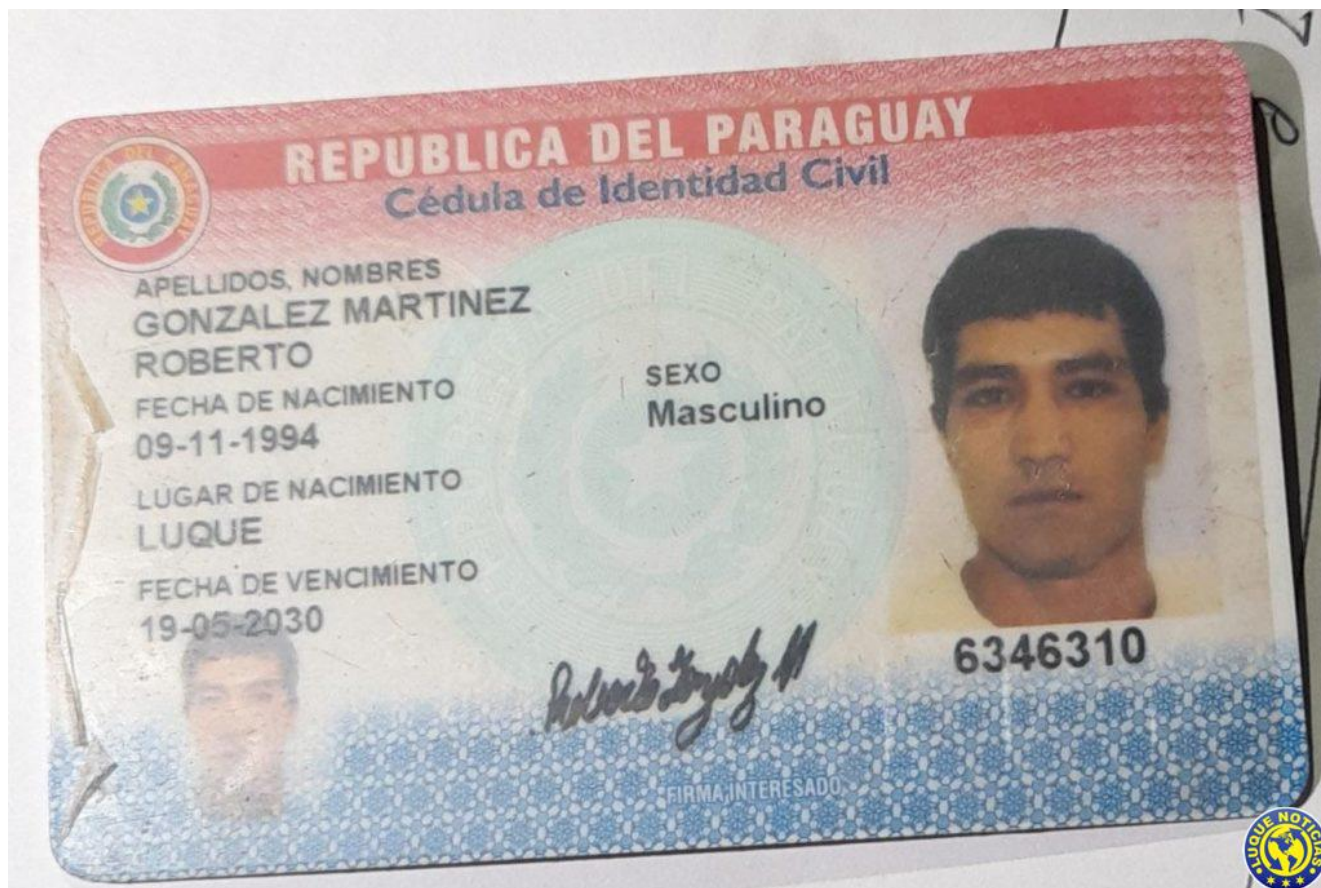 REPUBLICA DEL PARAGUAY
Cédula de Identidad Civil
APELLIDOS, NOMBRES
GONZALEZ MARTINEZ
ROBERTO
FECHA DE NACIMIENTO
09-11-1994
SEXO
Masculino
LUGAR DE NACIMIENTO
LUQUE
FECHA DE VENCIMIENTO
19-05-2030
6346310
FIRMA INTERESADO
LUQUE NOTICIAS